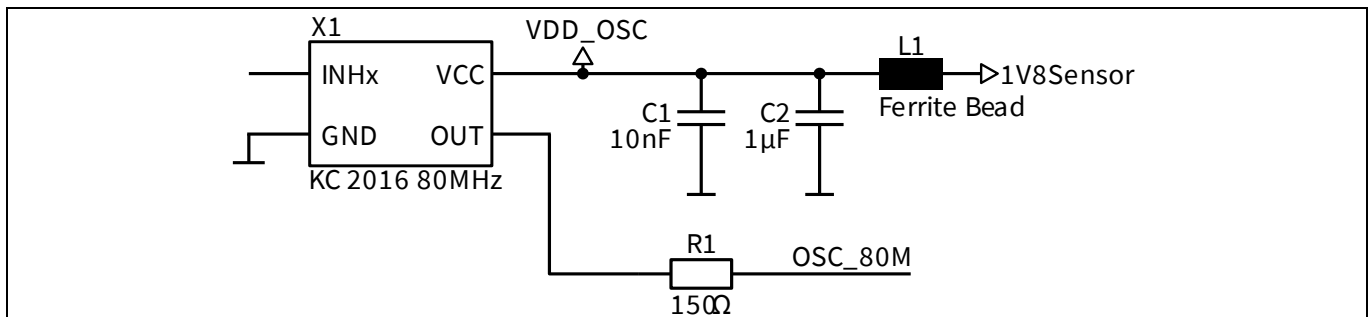 X1
VDD_OSC
L1
INHx VCC
1V8Sensor
C1
C2
Ferrite Bead
GND OUT
10nF
1µF
KC 2016 80MHz
R1
OSC_80M
150Ω